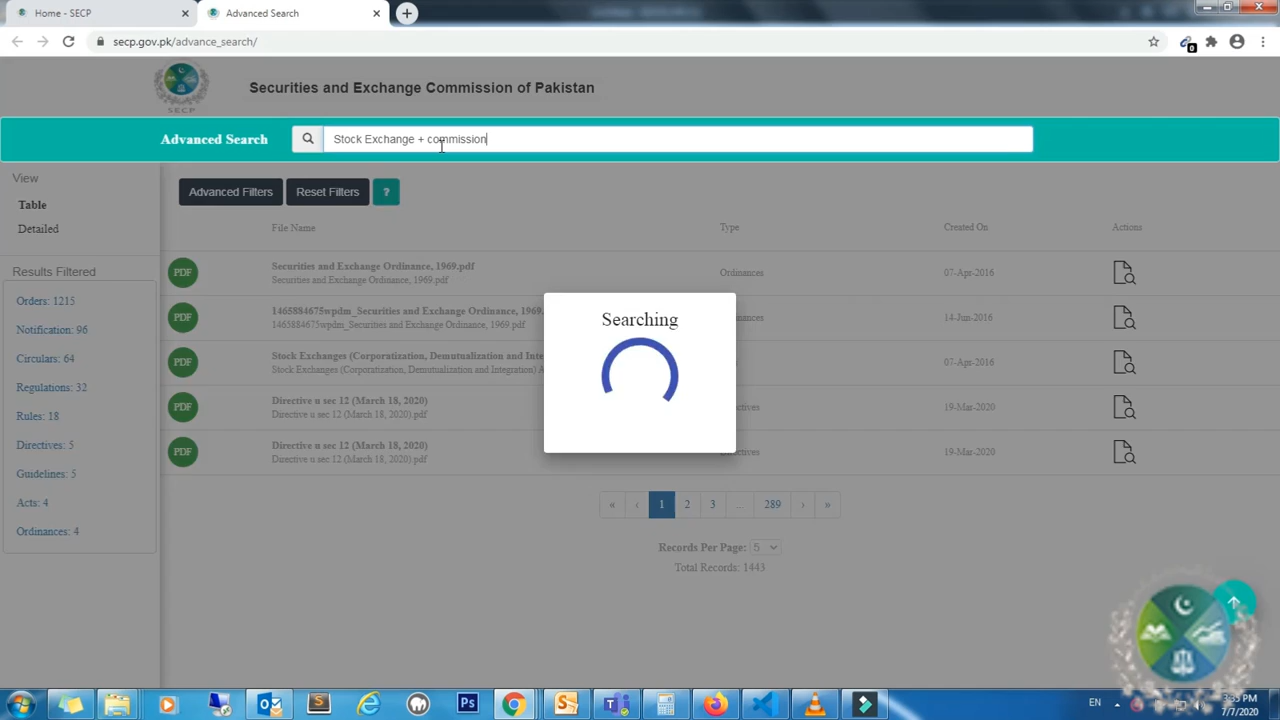 Home - SECP
Advanced Search
secp.gov.pk/advance_search/
0
SECP
Securities and Exchange Commission of Pakistan
Advanced Search
Stock Exchange + commission
View
Table
Detailed
Advanced Filters
Reset Filters
?
File Name
Type
Created On
Actions
Results Filtered
Orders: 1215
Notification: 96
Circulars: 64
Regulations: 32
Rules: 18
Directives: 5
Guidelines: 5
Acts: 4
Ordinances: 4
PDF
Securities and Exchange Ordinance, 1969.pdf
Securities and Exchange Ordinance, 1969.pdf
Ordinances
07-Apr-2016
PDF
1465884675wpdm_Securities and Exchange Ordinance, 1969.
1465884675wpdm_Securities and Exchange Ordinance, 1969.pdf
14-Jun-2016
PDF
Stock Exchanges (Corporatization, Demutualization and Inte
Stock Exchanges (Corporatization, Demutualization and Integration) A
07-Apr-2016
PDF
Directive u sec 12 (March 18, 2020)
Directive u sec 12 (March 18, 2020).pdf
19-Mar-2020
PDF
Directive u sec 12 (March 18, 2020)
Directive u sec 12 (March 18, 2020).pdf
19-Mar-2020
Searching
« ‹ 1 2 3 ... 289 › »
Records Per Page: 5
Total Records: 1443
EN
3:35 PM
7/7/2020